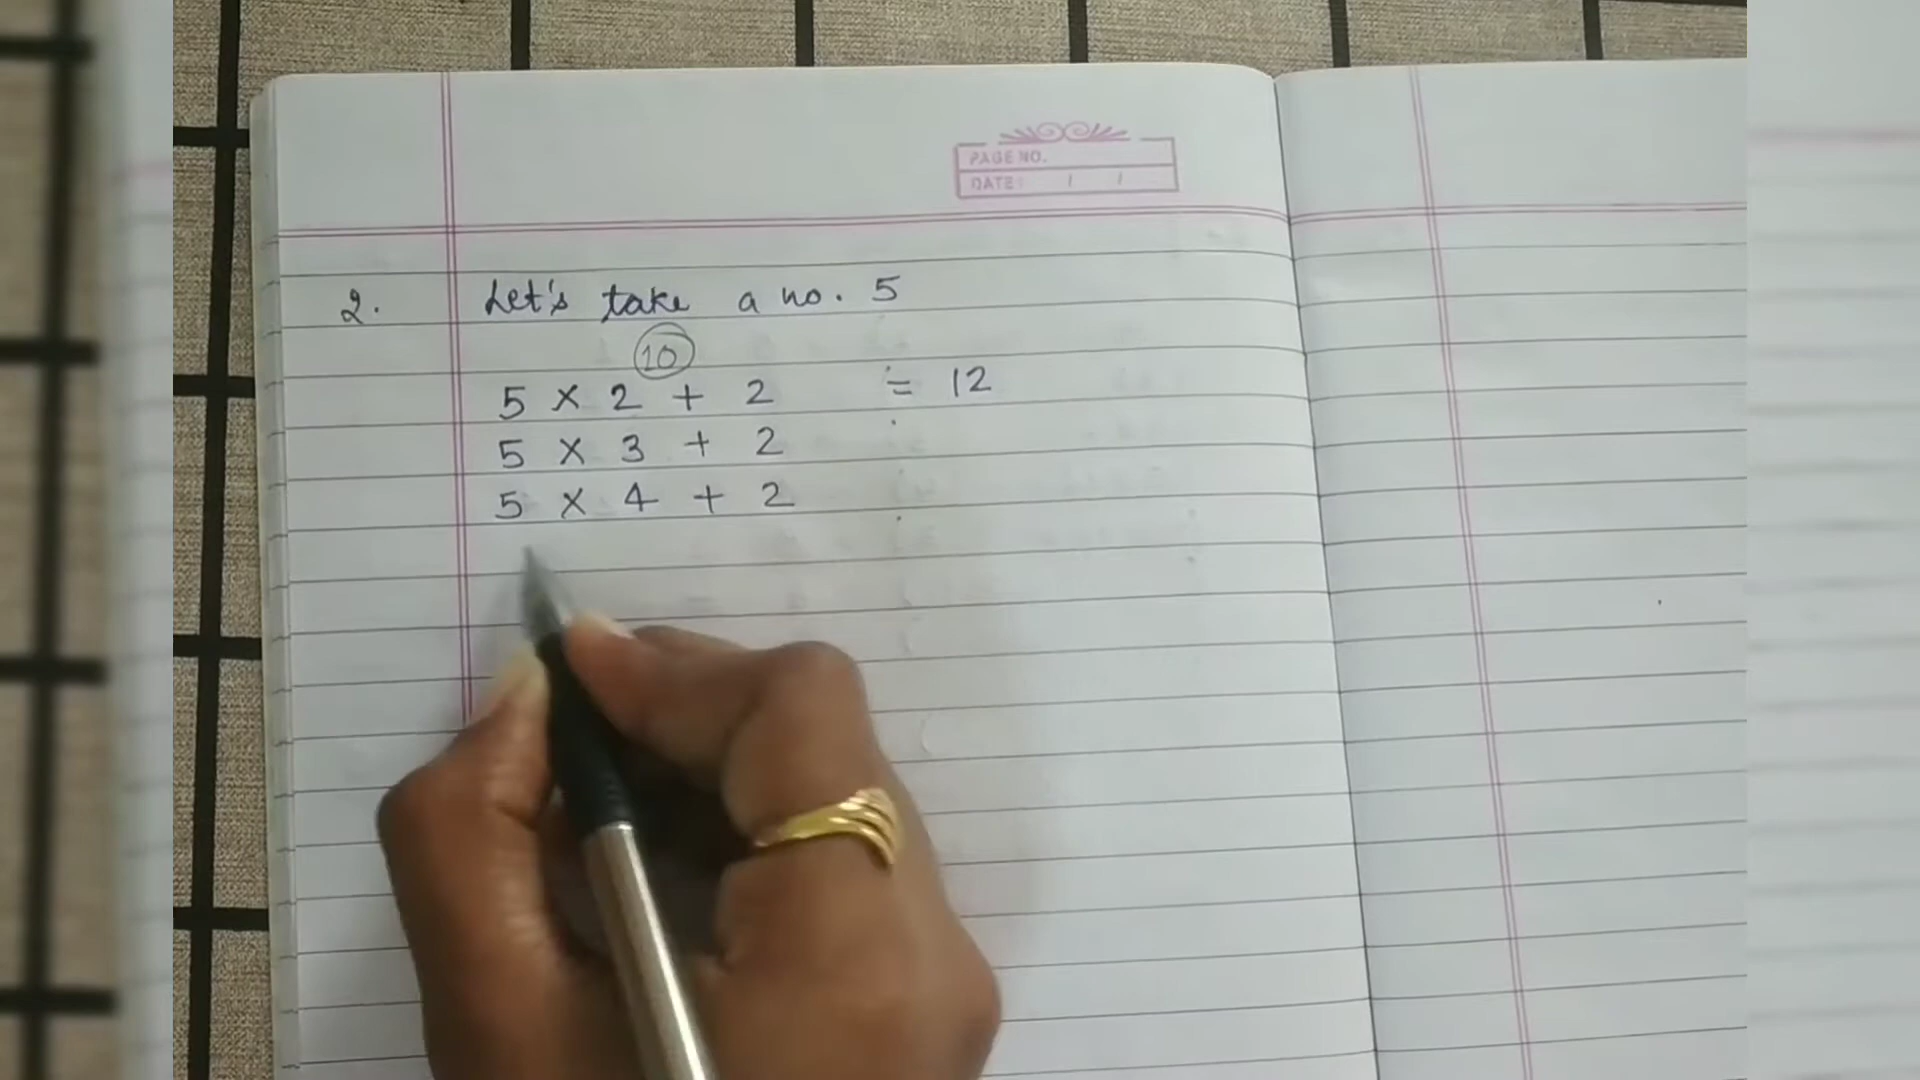 PAGE NO.
DATE: / /
2. Let's take a no. 5
10
5 × 2 + 2 = 12
5 × 3 + 2
5 × 4 + 2